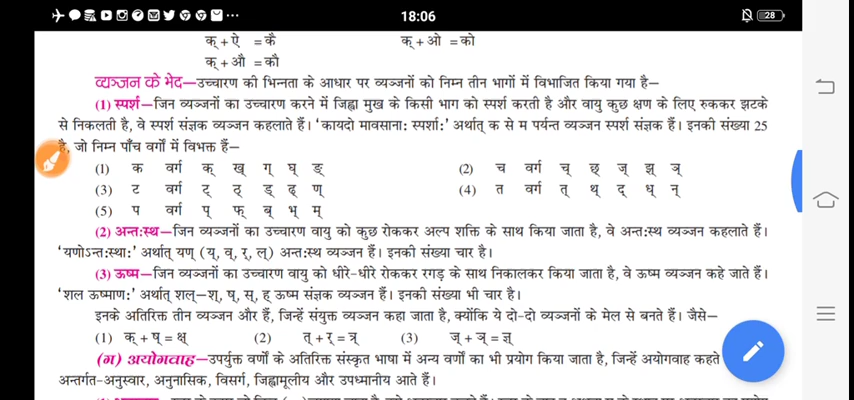 18:06
28
क् + ऐ = कै क् + ओ = को
क् + औ = कौ
व्यञ्जन के भेद—उच्चारण की भिन्नता के आधार पर व्यञ्जनों को निम्न तीन भागों में विभाजित किया गया है—
(1) स्पर्श—जिन व्यञ्जनों का उच्चारण करने में जिह्वा मुख के किसी भाग को स्पर्श करती है और वायु कुछ क्षण के लिए रुककर झटके
से निकलती है, वे स्पर्श संज्ञक व्यञ्जन कहलाते हैं। 'कायदो मावसानाः स्पर्शाः' अर्थात् क से म पर्यन्त व्यञ्जन स्पर्श संज्ञक हैं। इनकी संख्या 25
है, जो निम्न पाँच वर्गों में विभक्त हैं—
(1) क वर्ग क् ख् ग् घ् ङ् (2) च वर्ग च् छ् ज् झ् ञ्
(3) ट वर्ग ट् ठ् ड् ढ् ण् (4) त वर्ग त् थ् द् ध् न्
(5) प वर्ग प् फ् ब् भ् म्
(2) अन्तःस्थ—जिन व्यञ्जनों का उच्चारण वायु को कुछ रोककर अल्प शक्ति के साथ किया जाता है, वे अन्तःस्थ व्यञ्जन कहलाते हैं।
'यणोऽन्तःस्थाः' अर्थात् यण् (य्, व्, र्, ल्) अन्तःस्थ व्यञ्जन हैं। इनकी संख्या चार है।
(3) ऊष्म—जिन व्यञ्जनों का उच्चारण वायु को धीरे-धीरे रोककर रगड़ के साथ निकालकर किया जाता है, वे ऊष्म व्यञ्जन कहे जाते हैं।
'शल ऊष्माणः' अर्थात् शल्—श्, ष्, स्, ह् ऊष्म संज्ञक व्यञ्जन हैं। इनकी संख्या भी चार है।
इनके अतिरिक्त तीन व्यञ्जन और हैं, जिन्हें संयुक्त व्यञ्जन कहा जाता है, क्योंकि ये दो-दो व्यञ्जनों के मेल से बनते हैं। जैसे—
(1) क् + ष् = क्ष् (2) त् + र् = त्र् (3) ज् + ञ् = ज्ञ्
(ग) अयोगवाह—उपर्युक्त वर्णों के अतिरिक्त संस्कृत भाषा में अन्य वर्णों का भी प्रयोग किया जाता है, जिन्हें अयोगवाह कहते
अन्तर्गत-अनुस्वार, अनुनासिक, विसर्ग, जिह्वामूलीय और उपध्मानीय आते हैं।